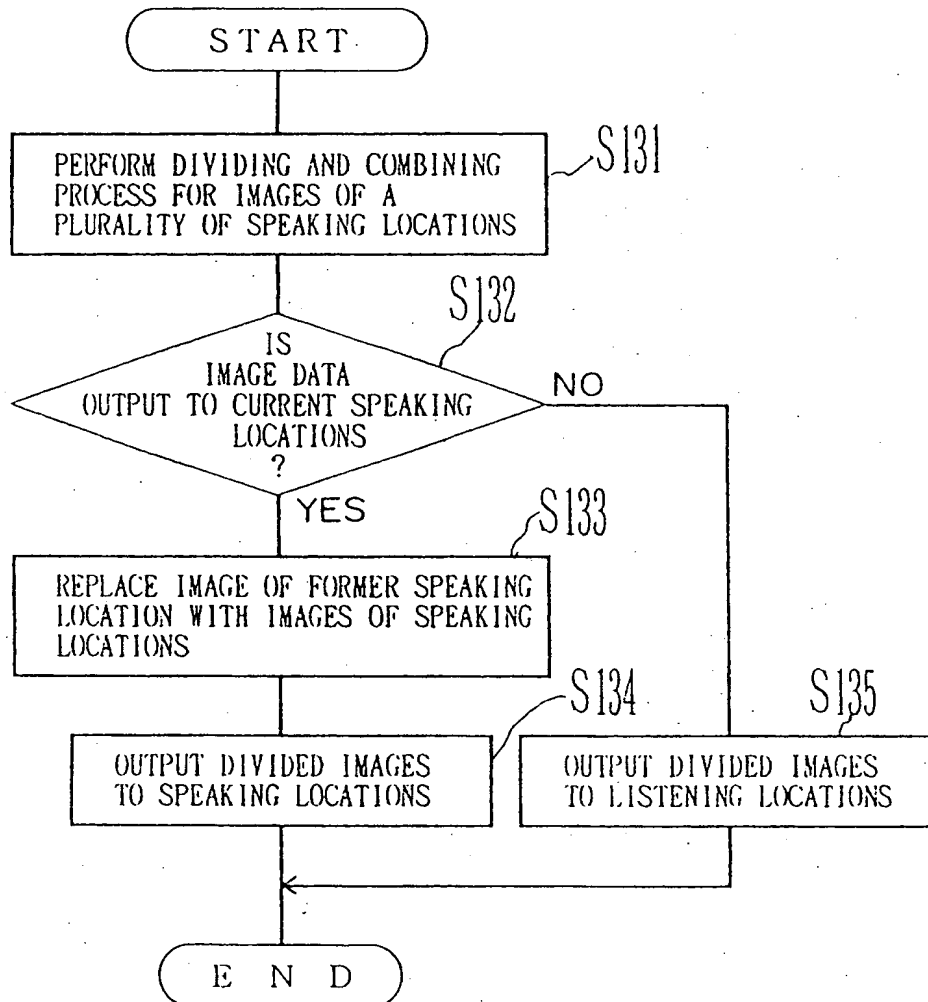 START
S131
PERFORM DIVIDING AND COMBINING
PROCESS FOR IMAGES OF A
PLURALITY OF SPEAKING LOCATIONS
S132
IS
IMAGE DATA
OUTPUT TO CURRENT SPEAKING
LOCATIONS
?
NO
YES
S133
REPLACE IMAGE OF FORMER SPEAKING
LOCATION WITH IMAGES OF SPEAKING
LOCATIONS
S134
OUTPUT DIVIDED IMAGES
TO SPEAKING LOCATIONS
S135
OUTPUT DIVIDED IMAGES
TO LISTENING LOCATIONS
END